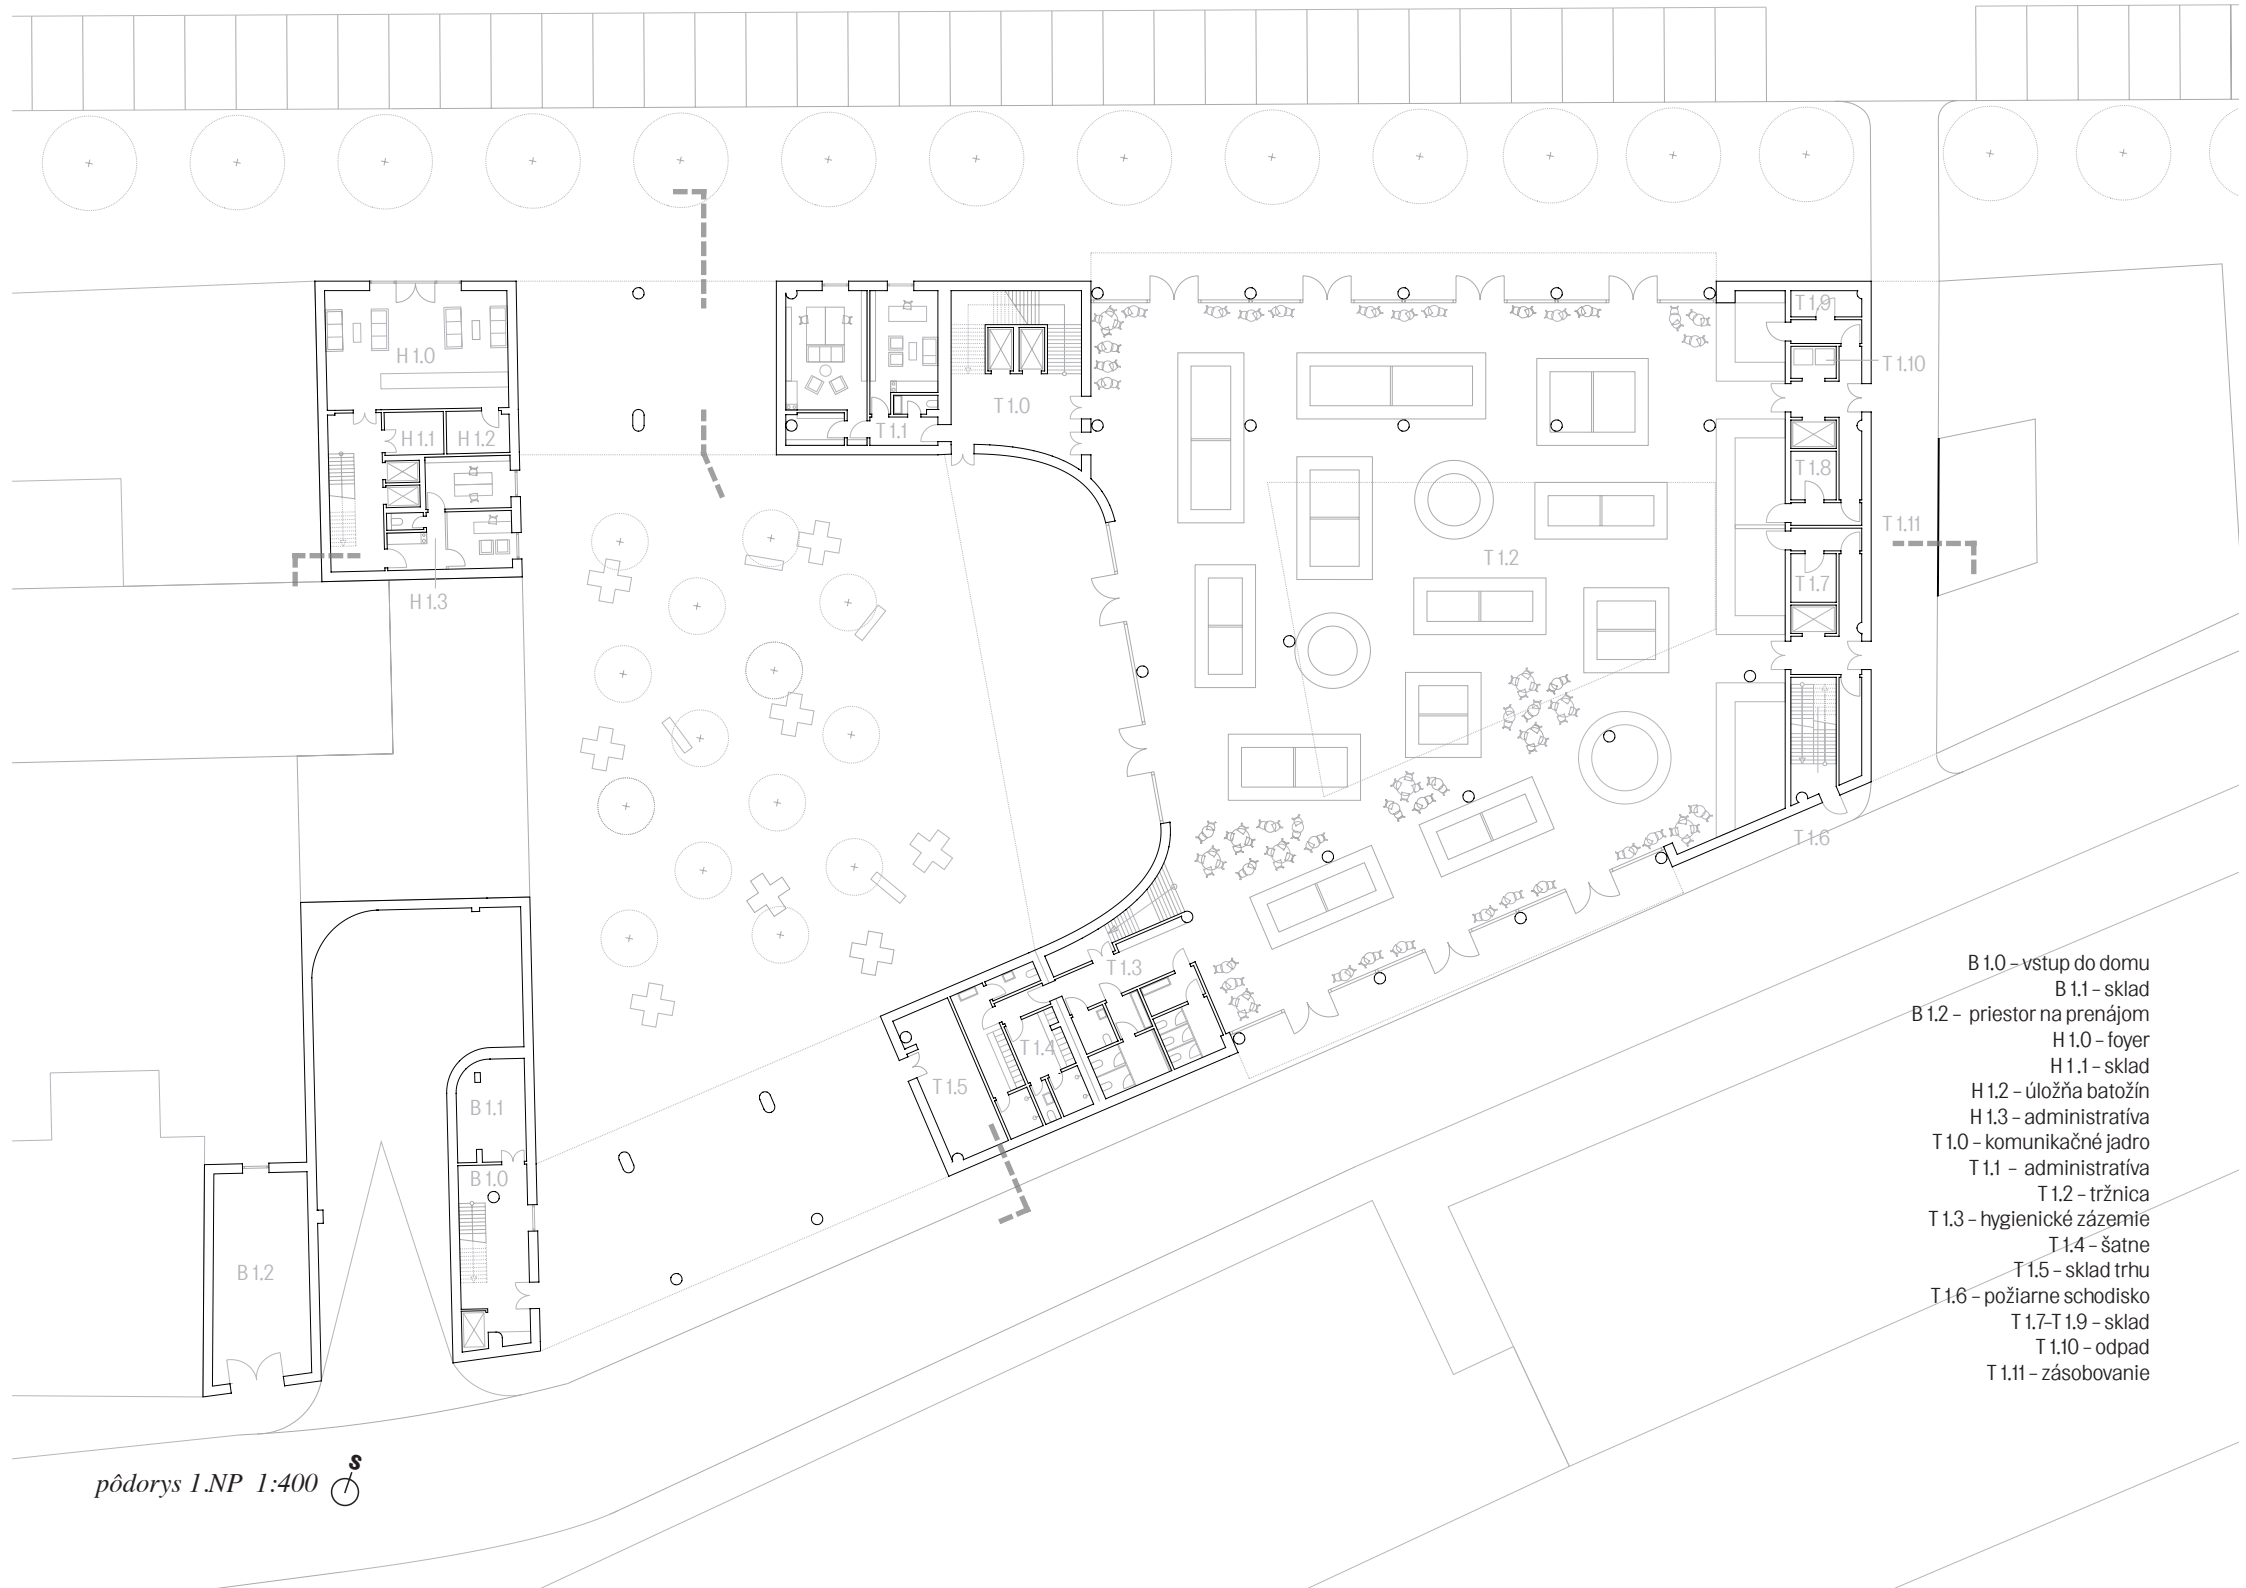 T 1.9
H 1.0
T 1.10
T 1.0
T 1.1
H 1.1
H 1.2
T 1.8
T 1.11
T 1.2
T 1.7
H 1.3
T 1.6
T 1.3
T 1.4
T 1.5
B 1.1
B 1.0
B 1.2
B 1.0 – vstup do domu
B 1.1 – sklad
B 1.2 – priestor na prenájom
H 1.0 – foyer
H 1.1 – sklad
H 1.2 – úložňa batožín
H 1.3 – administratíva
T 1.0 – komunikačné jadro
T 1.1 – administratíva
T 1.2 – tržnica
T 1.3 – hygienické zázemie
T 1.4 – šatne
T 1.5 – sklad trhu
T 1.6 – požiarne schodisko
T 1.7–T 1.9 – sklad
T 1.10 – odpad
T 1.11 – zásobovanie
S
pôdorys 1.NP 1:400